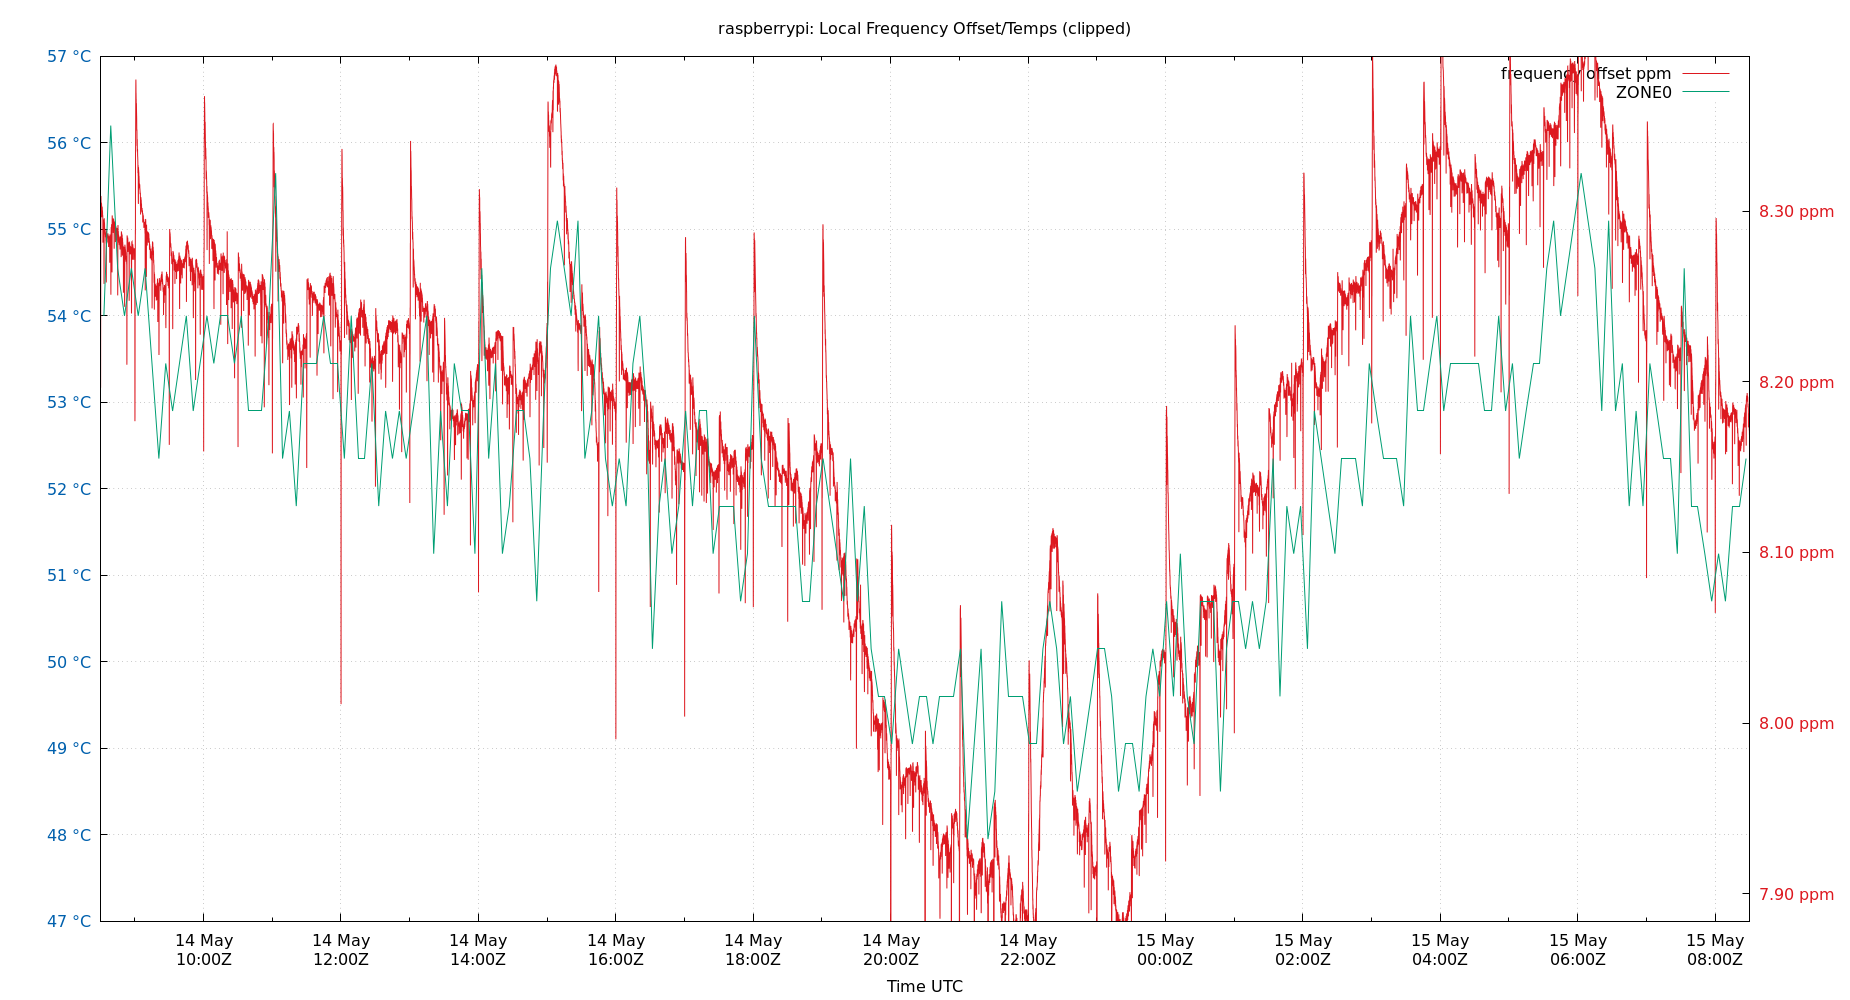 raspberrypi: Local Frequency Offset/Temps (clipped)
frequency offset ppm
ZONE0
57 °C
56 °C
55 °C
54 °C
53 °C
52 °C
51 °C
50 °C
49 °C
48 °C
47 °C
8.30 ppm
8.20 ppm
8.10 ppm
8.00 ppm
7.90 ppm
14 May 14 May 14 May 14 May 14 May 14 May 14 May 15 May 15 May 15 May 15 May 15 May
10:00Z 12:00Z 14:00Z 16:00Z 18:00Z 20:00Z 22:00Z 00:00Z 02:00Z 04:00Z 06:00Z 08:00Z
Time UTC